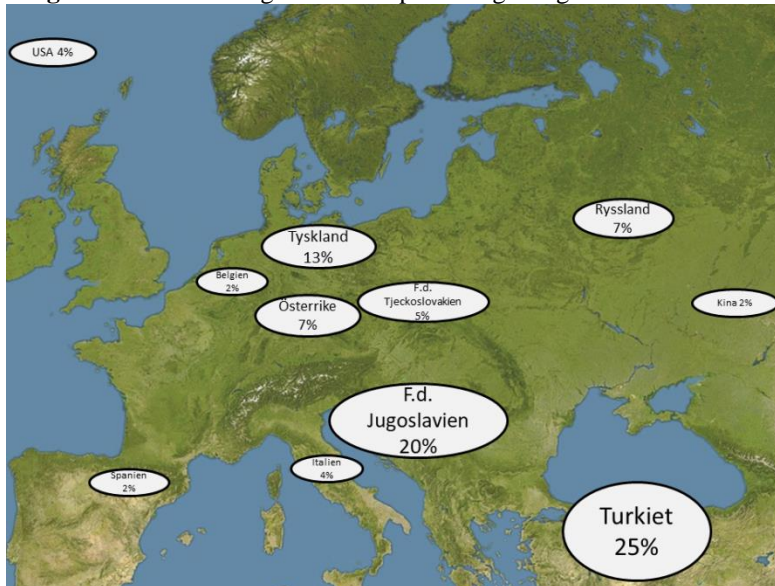 USA 4%
Ryssland
7%
Tyskland
13%
Belgien
2%
F.d.
Tjeckoslovakien
5%
Österrike
7%
Kina 2%
F.d.
Jugoslavien
20%
Italien
4%
Spanien
2%
Turkiet
25%